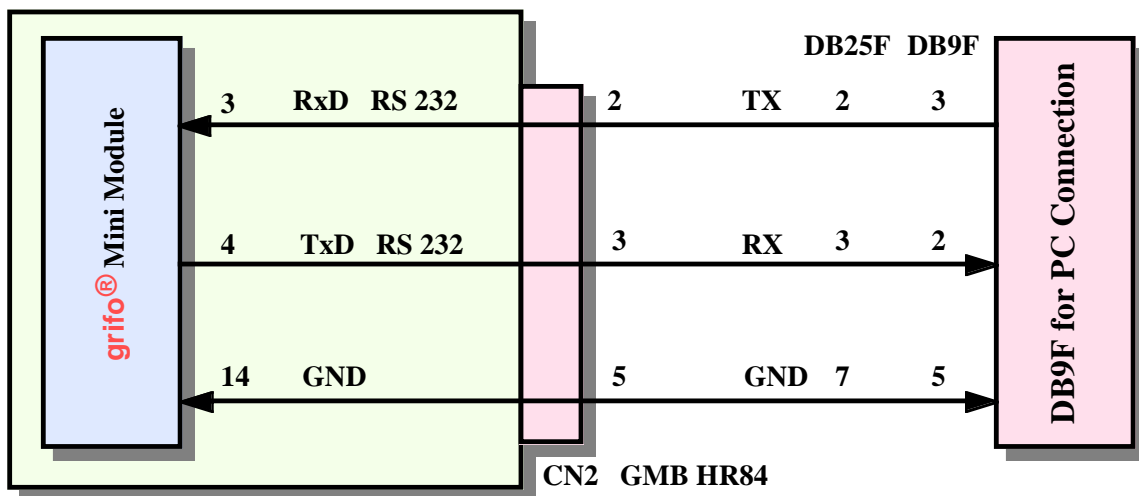 DB25F DB9F
3 RxD RS 232 2 TX 2 3
4 TxD RS 232 3 RX 3 2
14 GND 5 GND 7 5
grifo® Mini Module
DB9F for PC Connection
CN2 GMB HR84